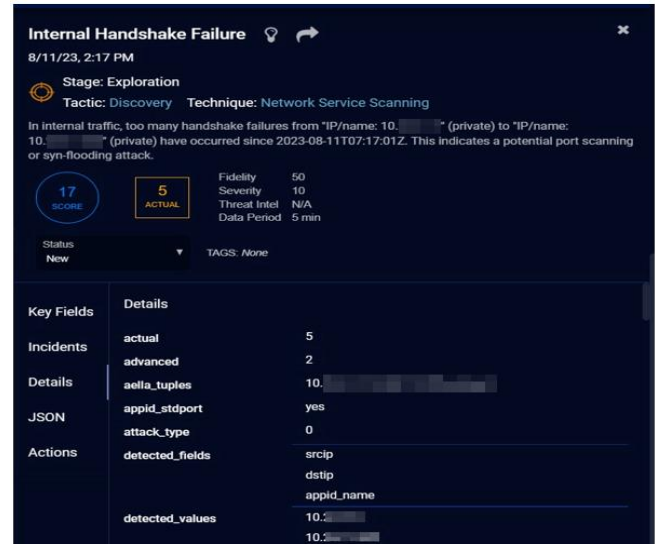 Internal Handshake Failure
8/11/23, 2:17 PM
Stage: Exploration
Tactic: Discovery Technique: Network Service Scanning
In internal traffic, too many handshake failures from "IP/name: 10. " (private) to "IP/name:
10. " (private) have occurred since 2023-08-11T07:17:01Z. This indicates a potential port scanning
or syn-flooding attack.
17
SCORE
5
ACTUAL
Fidelity 50
Severity 10
Threat Intel N/A
Data Period 5 min
Status
New
TAGS: None
Key Fields
Incidents
Details
JSON
Actions
Details
actual 5
advanced 2
aella_tuples 10.
appid_stdport yes
attack_type 0
detected_fields srcip
dstip
appid_name
detected_values 10.
10.